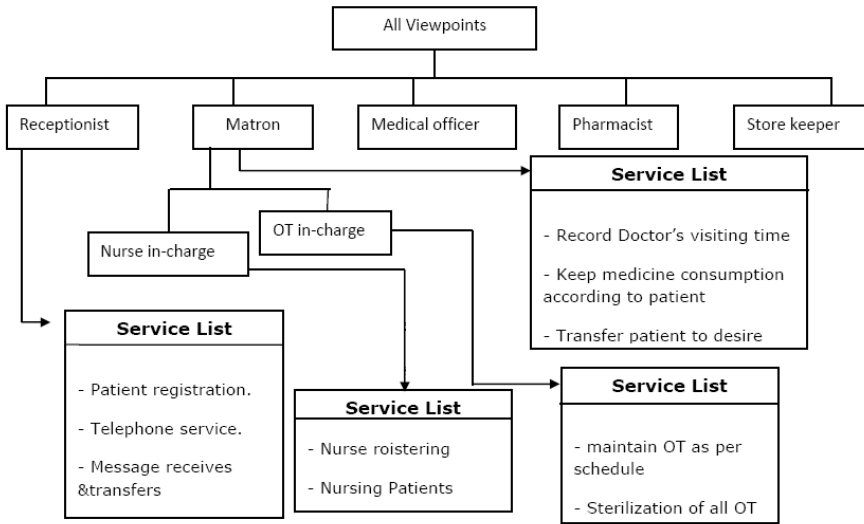 All Viewpoints
Receptionist
Matron
Medical officer
Pharmacist
Store keeper
Service List
- Record Doctor's visiting time
- Keep medicine consumption
according to patient
- Transfer patient to desire
OT in-charge
Nurse in-charge
Service List
- Patient registration.
- Telephone service.
- Message receives
&transfers
Service List
- Nurse roistering
- Nursing Patients
Service List
- maintain OT as per
schedule
- Sterilization of all OT